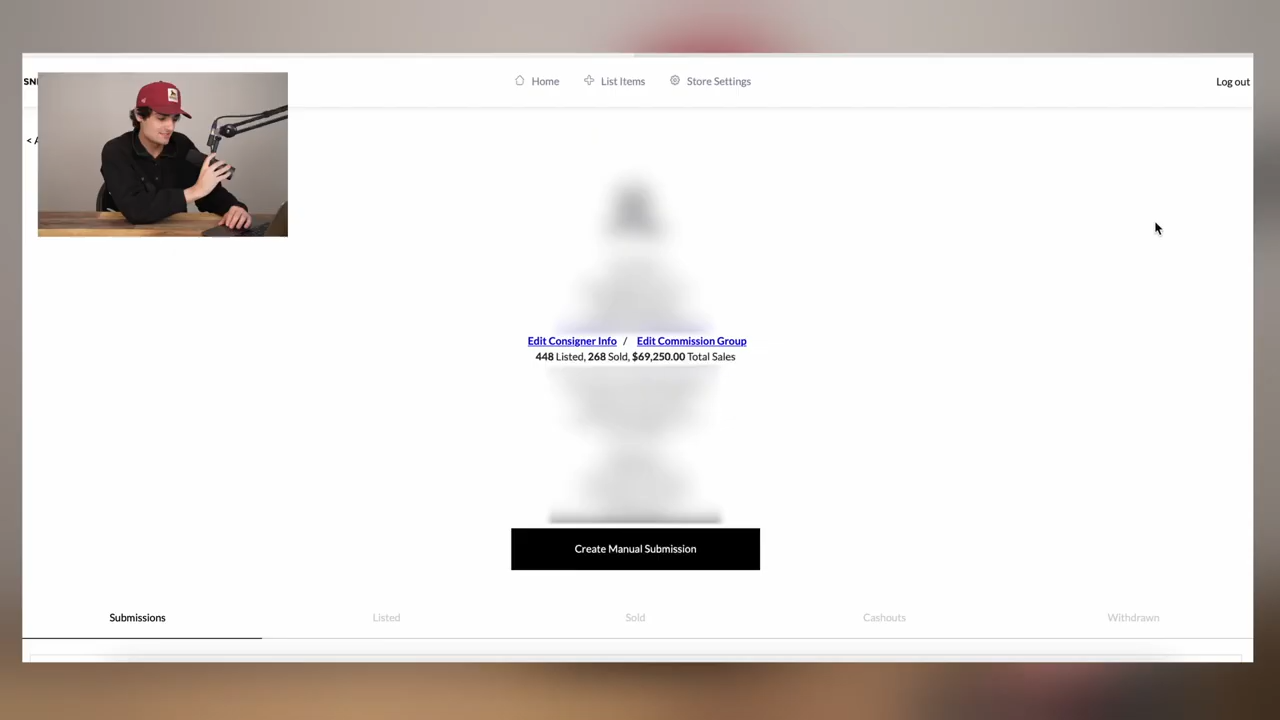 Home List Items Store Settings Log out
Edit Consigner Info / Edit Commission Group
448 Listed, 268 Sold, $69,250.00 Total Sales
Create Manual Submission
Submissions Listed Sold Cashouts Withdrawn